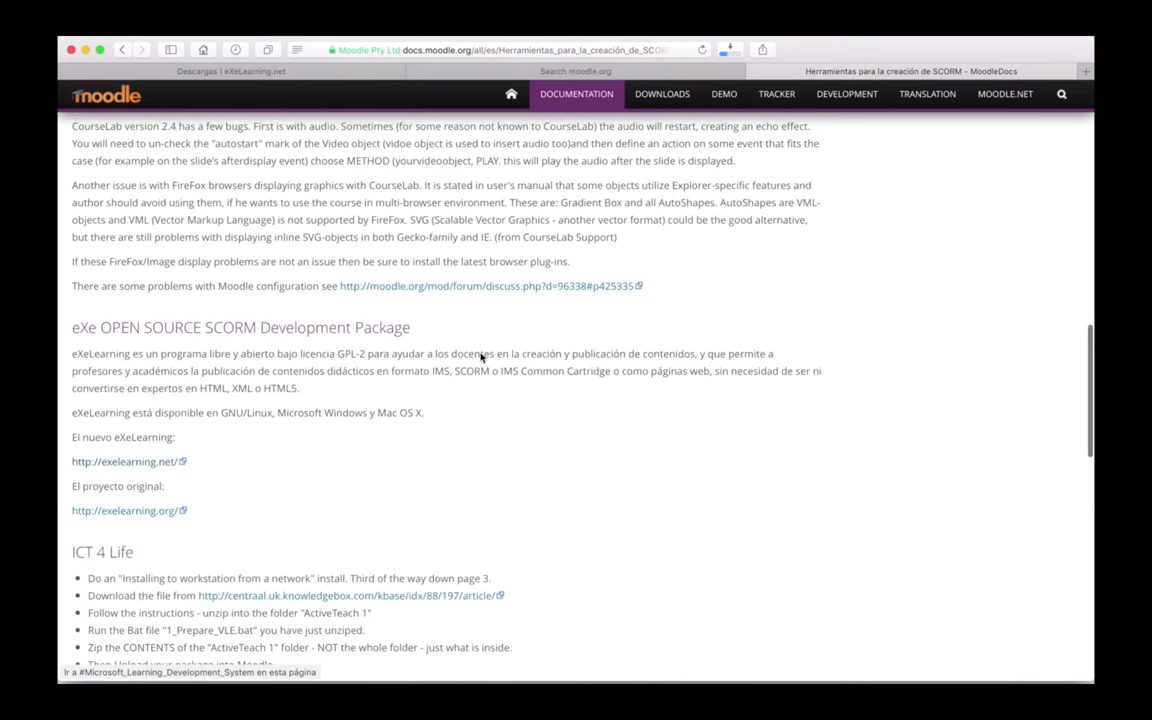 Moodle Pty Ltd docs.moodle.org/all/es/Herramientas_para_la_creación_de_SCOR
Descargas | eXeLearning.net
Search moodle.org
Herramientas para la creación de SCORM - MoodleDocs
moodle
DOCUMENTATION
DOWNLOADS
DEMO
TRACKER
DEVELOPMENT
TRANSLATION
MOODLE.NET
CourseLab version 2.4 has a few bugs. First is with audio. Sometimes (for some reason not known to CourseLab) the audio will restart, creating an echo effect.
You will need to un-check the "autostart" mark of the Video object (vidoe object is used to insert audio too)and then define an action on some event that fits the
case (for example on the slide's afterdisplay event) choose METHOD (yourvideoobject, PLAY. this will play the audio after the slide is displayed.
Another issue is with FireFox browsers displaying graphics with CourseLab. It is stated in user's manual that some objects utilize Explorer-specific features and
author should avoid using them, if he wants to use the course in multi-browser environment. These are: Gradient Box and all AutoShapes. AutoShapes are VML-
objects and VML (Vector Markup Language) is not supported by FireFox. SVG (Scalable Vector Graphics - another vector format) could be the good alternative,
but there are still problems with displaying inline SVG-objects in both Gecko-family and IE. (from CourseLab Support)
If these FireFox/Image display problems are not an issue then be sure to install the latest browser plug-ins.
There are some problems with Moodle configuration see http://moodle.org/mod/forum/discuss.php?d=96338#p425335
eXe OPEN SOURCE SCORM Development Package
eXeLearning es un programa libre y abierto bajo licencia GPL-2 para ayudar a los docentes en la creación y publicación de contenidos, y que permite a
profesores y académicos la publicación de contenidos didácticos en formato IMS, SCORM o IMS Common Cartridge o como páginas web, sin necesidad de ser ni
convertirse en expertos en HTML, XML o HTML5.
eXeLearning está disponible en GNU/Linux, Microsoft Windows y Mac OS X.
El nuevo eXeLearning:
http://exelearning.net/
El proyecto original:
http://exelearning.org/
ICT 4 Life
Do an "Installing to workstation from a network" install. Third of the way down page 3.
Download the file from http://centraal.uk.knowledgebox.com/kbase/idx/88/197/article/
Follow the instructions - unzip into the folder "ActiveTeach 1"
Run the Bat file "1_Prepare_VLE.bat" you have just unziped.
Zip the CONTENTS of the "ActiveTeach 1" folder - NOT the whole folder - just what is inside.
Then Upload your package into Moodle
Ir a #Microsoft_Learning_Development_System en esta página